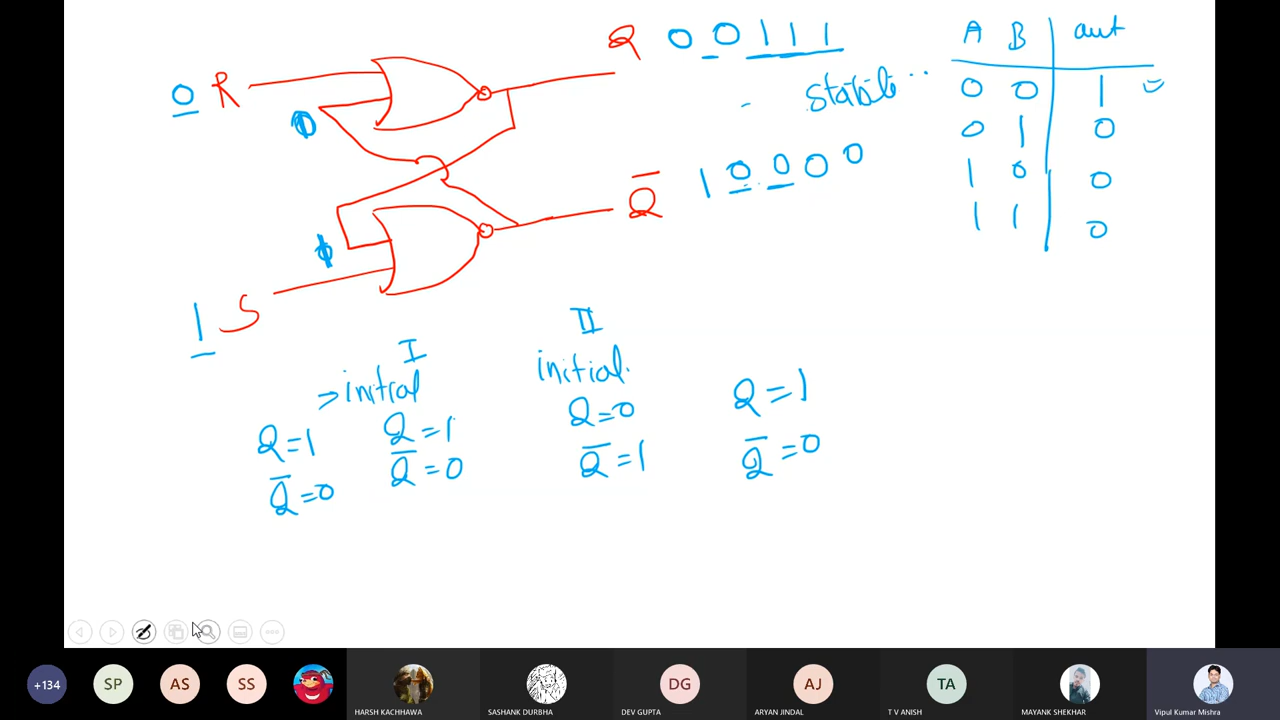 Q 0 0 1 1 1
A B out
0 R
0 0 1 =
0 1 0
1 0 0
1 1 0
Q̅ 1 0 0 0 0
1 S
I
II
⇒ initial
initial.
Q=1
Q̅=0
Q=1
Q̅=0
Q=0
Q̅=1
Q=1
Q̅=0
+134
SP
AS
SS
HARSH KACHHAWA
SASHANK DURBHA
DG
DEV GUPTA
AJ
ARYAN JINDAL
TA
T V ANISH
MAYANK SHEKHAR
Vipul Kumar Mishra